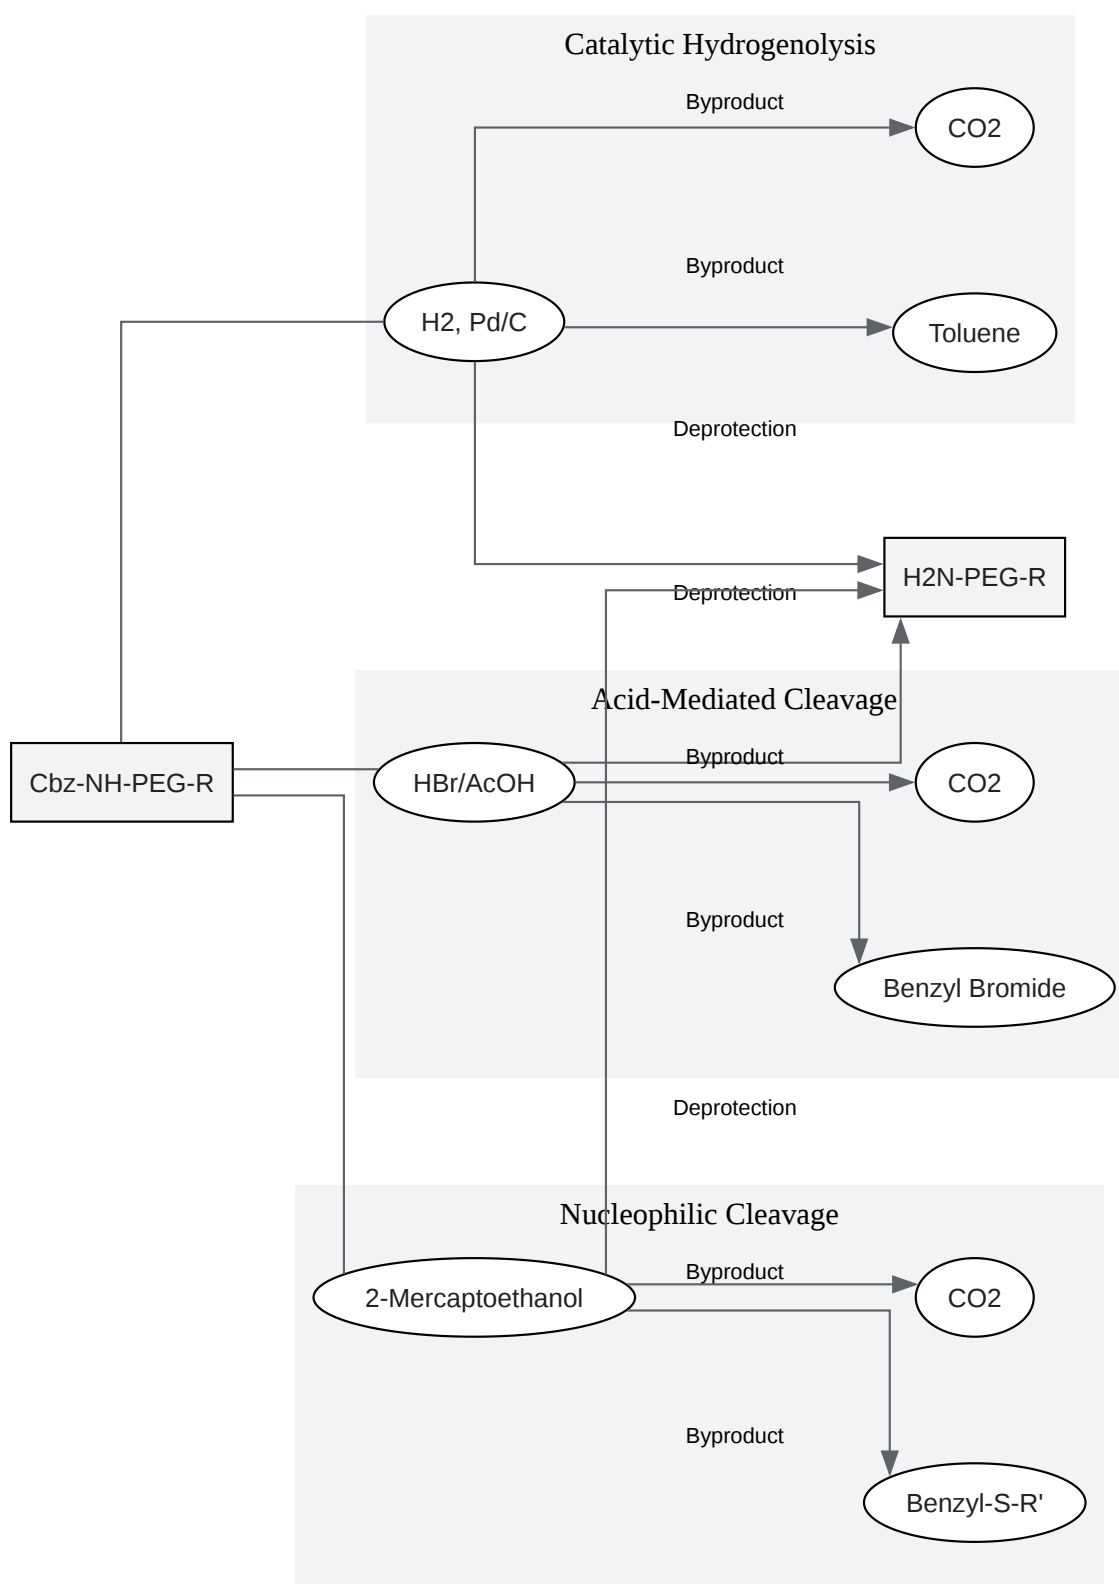 Catalytic Hydrogenolysis
Byproduct
CO2
Byproduct
H2, Pd/C
Toluene
Deprotection
H2N-PEG-R
Deprotection
Acid-Mediated Cleavage
Byproduct
Cbz-NH-PEG-R
HBr/AcOH
CO2
Byproduct
Benzyl Bromide
Deprotection
Nucleophilic Cleavage
Byproduct
2-Mercaptoethanol
CO2
Byproduct
Benzyl-S-R'